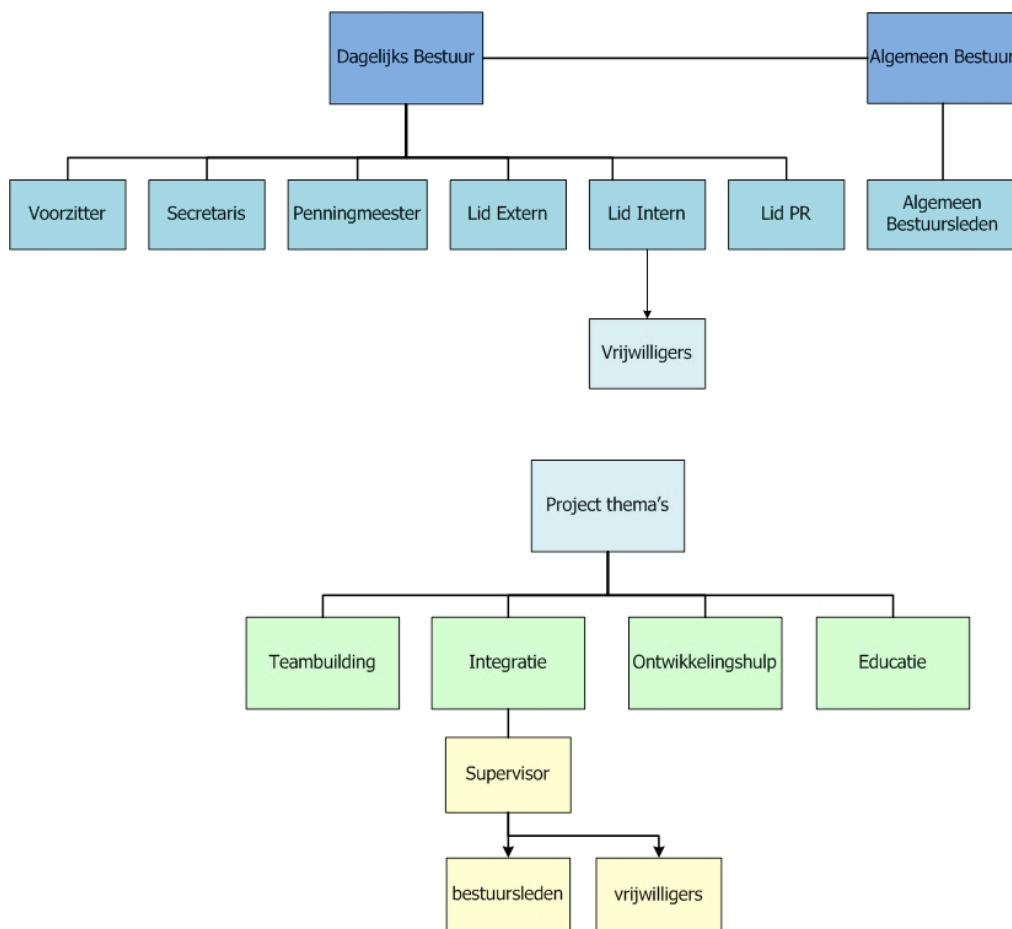 Dagelijks Bestuur
Algemeen Bestuur
Voorzitter
Secretaris
Penningmeester
Lid Extern
Lid Intern
Lid PR
Algemeen
Bestuursleden
Vrijwilligers
Project thema's
Teambuilding
Integratie
Ontwikkelingshulp
Educatie
Supervisor
bestuursleden
vrijwilligers